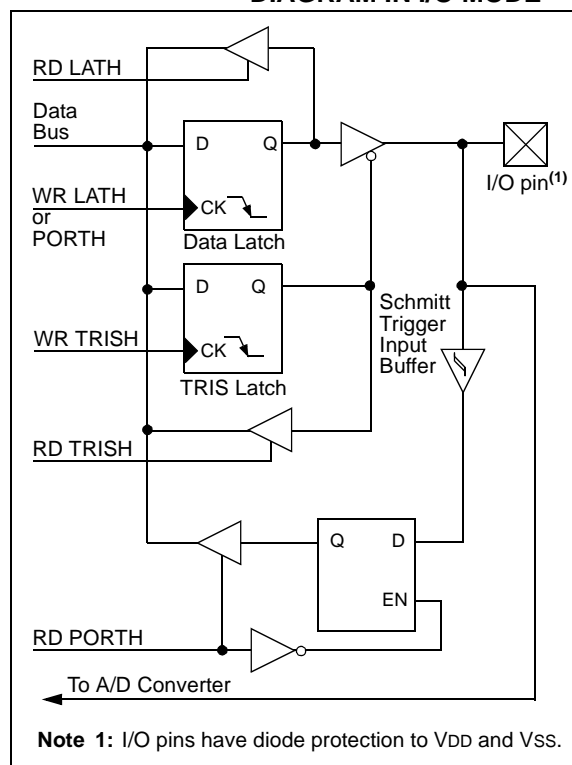 DIAGRAM IN I/O MODE
RD LATH
Data
Bus
D Q
I/O pin(1)
WR LATH
or
PORTH
CK
Data Latch
D Q
Schmitt
Trigger
Input
Buffer
WR TRISH
CK
TRIS Latch
RD TRISH
Q D
EN
RD PORTH
To A/D Converter
Note 1: I/O pins have diode protection to VDD and VSS.